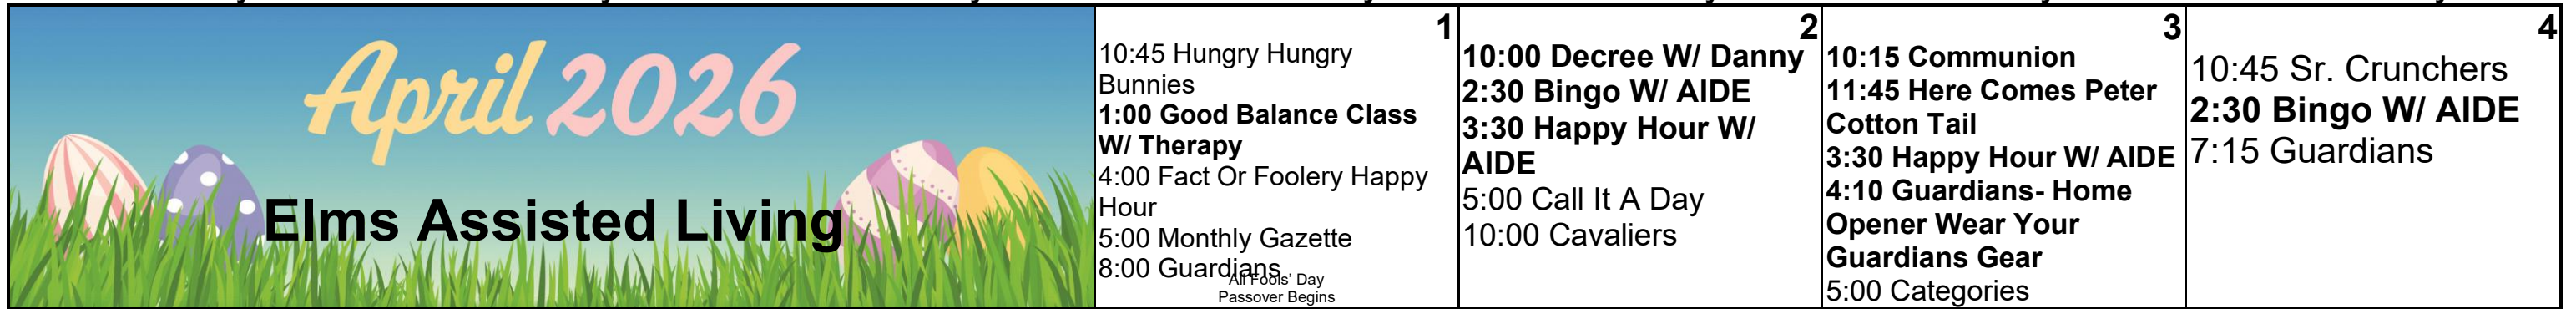 April 2026
Elms Assisted Living
1
10:45 Hungry Hungry
Bunnies
1:00 Good Balance Class
W/ Therapy
4:00 Fact Or Foolery Happy
Hour
5:00 Monthly Gazette
8:00 Guardians
All Fools' Day
Passover Begins
2
10:00 Decree W/ Danny
2:30 Bingo W/ AIDE
3:30 Happy Hour W/
AIDE
5:00 Call It A Day
10:00 Cavaliers
3
10:15 Communion
11:45 Here Comes Peter
Cotton Tail
3:30 Happy Hour W/ AIDE
4:10 Guardians- Home
Opener Wear Your
Guardians Gear
5:00 Categories
4
10:45 Sr. Crunchers
2:30 Bingo W/ AIDE
7:15 Guardians